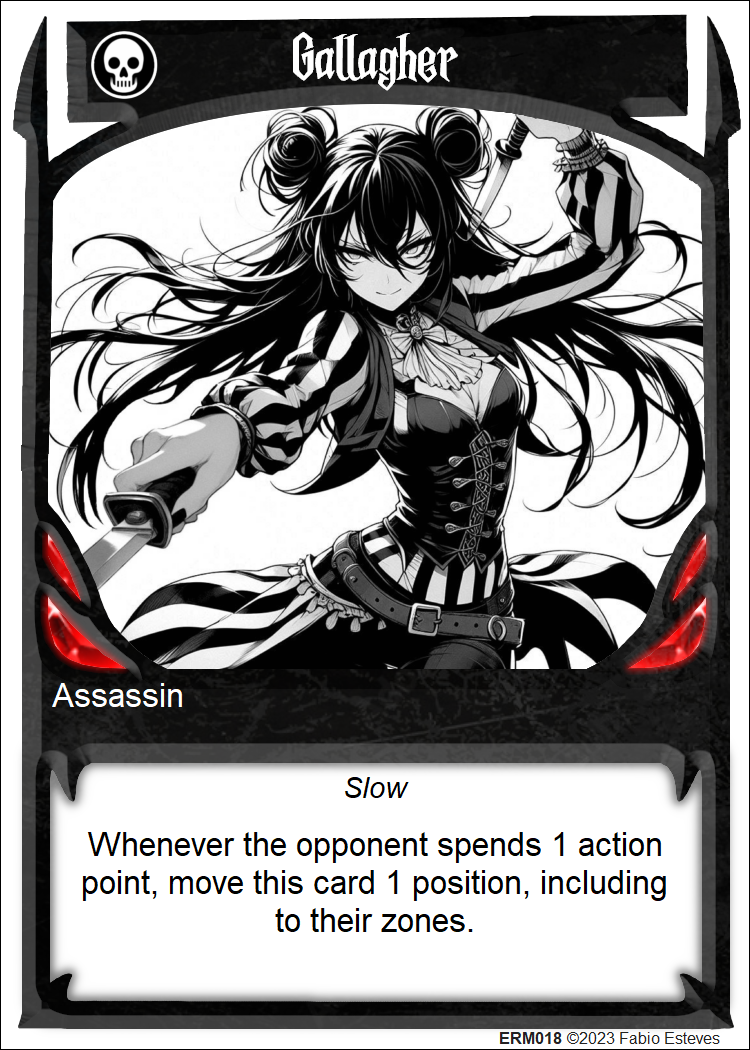 Gallagher
Assassin
Slow
Whenever the opponent spends 1 action
point, move this card 1 position, including
to their zones.
ERM018 ©2023 Fabio Esteves